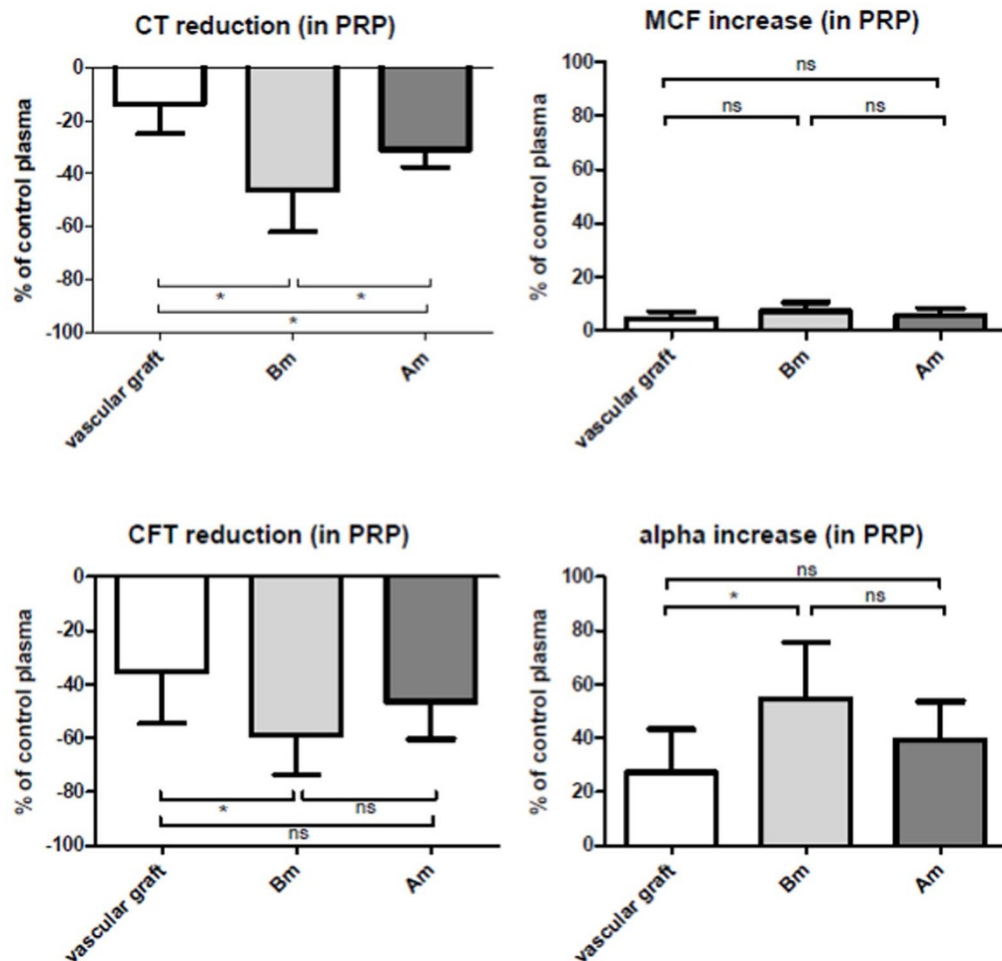 CT reduction (in PRP)
% of control plasma
0
-20
-40
-60
-80
-100
*
*
*
vascular graft
Bm
Am
MCF increase (in PRP)
% of control plasma
100
80
60
40
20
0
ns
ns
ns
vascular graft
Bm
Am
CFT reduction (in PRP)
% of control plasma
0
-20
-40
-60
-80
-100
*
ns
ns
vascular graft
Bm
Am
alpha increase (in PRP)
% of control plasma
100
80
60
40
20
0
ns
*
ns
vascular graft
Bm
Am